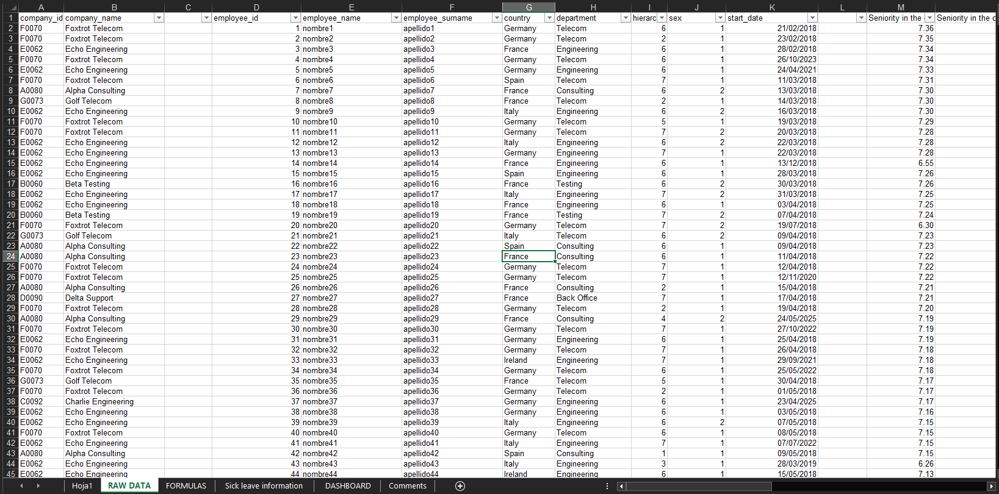 A B C D E F G H I J K L M
1 company_id company_name employee_id employee_name employee_surname country department hierarc sex start_date Seniority in the Seniority in the c
2 F0070 Foxtrot Telecom 1 nombre1 apellido1 Germany Telecom 6 1 21/02/2018 7.36
3 F0070 Foxtrot Telecom 2 nombre2 apellido2 Germany Telecom 2 1 23/02/2018 7.35
4 E0062 Echo Engineering 3 nombre3 apellido3 France Engineering 6 1 28/02/2018 7.34
5 F0070 Foxtrot Telecom 4 nombre4 apellido4 Germany Telecom 6 1 26/10/2023 7.34
6 E0062 Echo Engineering 5 nombre5 apellido5 Germany Engineering 6 1 24/04/2021 7.33
7 F0070 Foxtrot Telecom 6 nombre6 apellido6 Spain Telecom 7 1 11/03/2018 7.31
8 A0080 Alpha Consulting 7 nombre7 apellido7 France Consulting 6 2 13/03/2018 7.30
9 G0073 Golf Telecom 8 nombre8 apellido8 France Telecom 2 1 14/03/2018 7.30
10 E0062 Echo Engineering 9 nombre9 apellido9 Italy Engineering 6 2 16/03/2018 7.30
11 F0070 Foxtrot Telecom 10 nombre10 apellido10 Germany Telecom 5 1 19/03/2018 7.29
12 F0070 Foxtrot Telecom 11 nombre11 apellido11 Germany Telecom 7 2 20/03/2018 7.28
13 E0062 Echo Engineering 12 nombre12 apellido12 Italy Engineering 6 2 22/03/2018 7.28
14 E0062 Echo Engineering 13 nombre13 apellido13 Germany Engineering 7 1 22/03/2018 7.28
15 E0062 Echo Engineering 14 nombre14 apellido14 France Engineering 6 1 13/12/2018 6.55
16 E0062 Echo Engineering 15 nombre15 apellido15 Spain Engineering 6 1 28/03/2018 7.26
17 B0060 Beta Testing 16 nombre16 apellido16 France Testing 6 2 30/03/2018 7.26
18 E0062 Echo Engineering 17 nombre17 apellido17 Italy Engineering 7 2 31/03/2018 7.25
19 E0062 Echo Engineering 18 nombre18 apellido18 France Engineering 6 1 03/04/2018 7.25
20 B0060 Beta Testing 19 nombre19 apellido19 France Testing 7 2 07/04/2018 7.24
21 F0070 Foxtrot Telecom 20 nombre20 apellido20 Germany Telecom 7 2 19/07/2018 6.30
22 G0073 Golf Telecom 21 nombre21 apellido21 Italy Telecom 6 2 09/04/2018 7.23
23 A0080 Alpha Consulting 22 nombre22 apellido22 Spain Consulting 6 1 09/04/2018 7.23
24 A0080 Alpha Consulting 23 nombre23 apellido23 France Consulting 6 1 11/04/2018 7.22
25 F0070 Foxtrot Telecom 24 nombre24 apellido24 Germany Telecom 7 1 12/04/2018 7.22
26 F0070 Foxtrot Telecom 25 nombre25 apellido25 Germany Telecom 7 1 12/11/2020 7.22
27 A0080 Alpha Consulting 26 nombre26 apellido26 France Consulting 2 1 15/04/2018 7.21
28 D0090 Delta Support 27 nombre27 apellido27 France Back Office 7 1 17/04/2018 7.21
29 F0070 Foxtrot Telecom 28 nombre28 apellido28 Germany Telecom 2 1 19/04/2018 7.20
30 A0080 Alpha Consulting 29 nombre29 apellido29 France Consulting 4 2 24/05/2025 7.19
31 F0070 Foxtrot Telecom 30 nombre30 apellido30 Germany Telecom 7 1 27/10/2022 7.19
32 E0062 Echo Engineering 31 nombre31 apellido31 Germany Engineering 6 1 25/04/2018 7.19
33 F0070 Foxtrot Telecom 32 nombre32 apellido32 Germany Telecom 7 1 26/04/2018 7.18
34 E0062 Echo Engineering 33 nombre33 apellido33 Ireland Engineering 7 1 29/09/2021 7.18
35 F0070 Foxtrot Telecom 34 nombre34 apellido34 Germany Telecom 6 1 25/05/2022 7.18
36 G0073 Golf Telecom 35 nombre35 apellido35 France Telecom 5 1 30/04/2018 7.17
37 F0070 Foxtrot Telecom 36 nombre36 apellido36 Germany Telecom 2 1 01/05/2018 7.17
38 C0092 Charlie Engineering 37 nombre37 apellido37 Germany Engineering 6 1 23/04/2025 7.17
39 E0062 Echo Engineering 38 nombre38 apellido38 Germany Engineering 6 1 03/05/2018 7.16
40 E0062 Echo Engineering 39 nombre39 apellido39 Italy Engineering 6 2 07/05/2018 7.15
41 F0070 Foxtrot Telecom 40 nombre40 apellido40 Germany Telecom 6 1 08/05/2018 7.15
42 E0062 Echo Engineering 41 nombre41 apellido41 Italy Engineering 7 1 07/07/2022 7.15
43 A0080 Alpha Consulting 42 nombre42 apellido42 Spain Consulting 1 1 09/05/2018 7.15
44 E0062 Echo Engineering 43 nombre43 apellido43 Italy Engineering 3 1 28/03/2019 6.26
45 E0062 Echo Engineering 44 nombre44 apellido44 Ireland Engineering 6 1 15/05/2018 7.13
Hoja1 RAW DATA FORMULAS Sick leave information DASHBOARD Comments